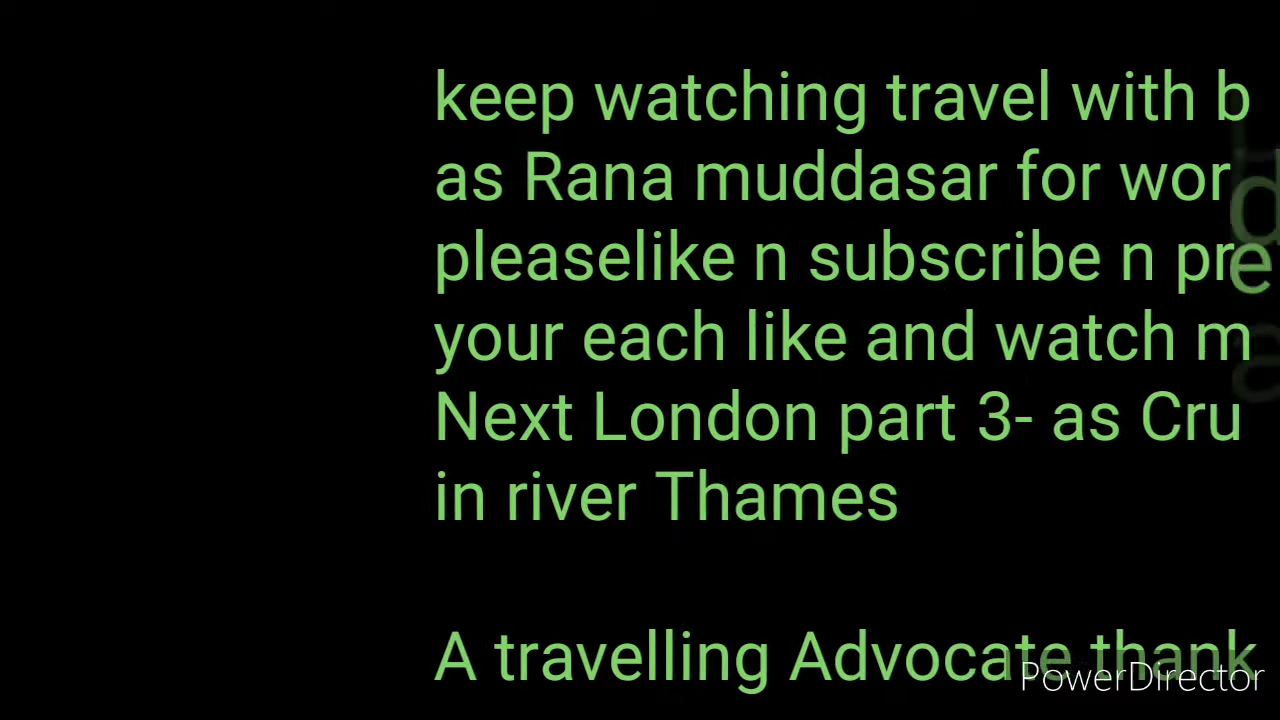 keep watching travel with b
as Rana muddasar for wor
pleaselike n subscribe n pre
your each like and watch m
Next London part 3- as Cru
in river Thames
A travelling Advocate thank
PowerDirector